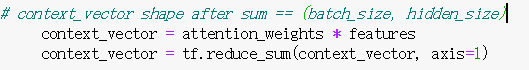 # context_vector shape after sum == (batch_size, hidden_size)
context_vector = attention_weights * features
context_vector = tf.reduce_sum(context_vector, axis=1)